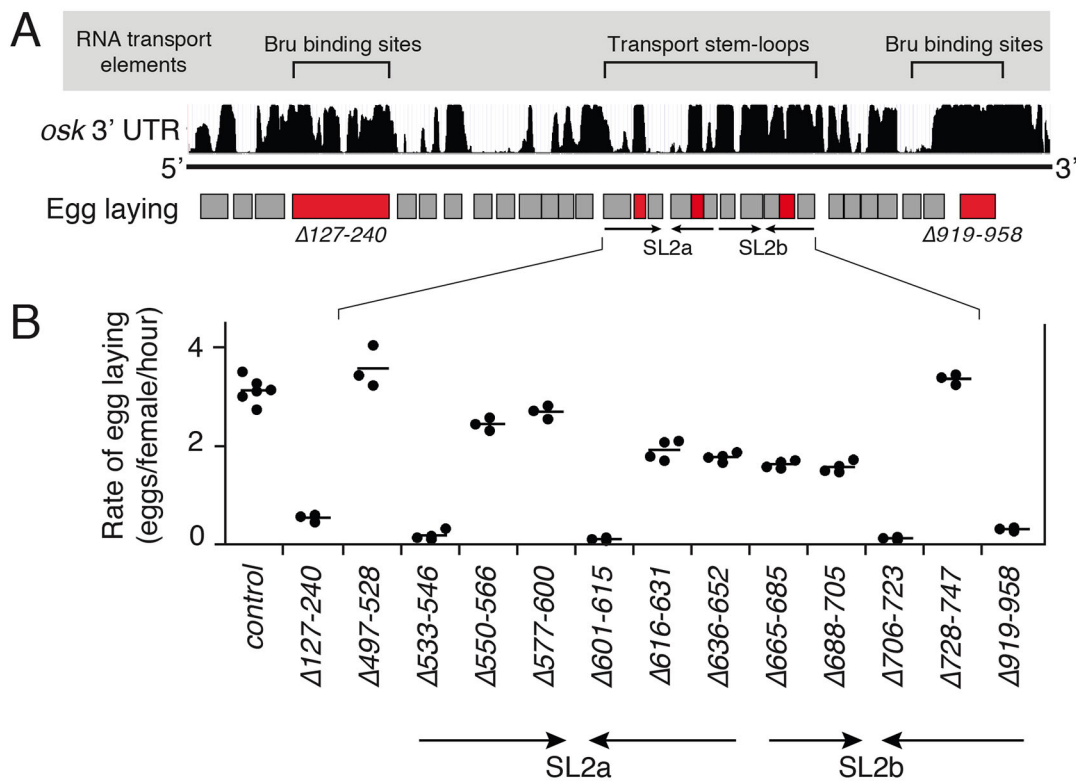 A
RNA transport
elements
Bru binding sites
Transport stem-loops
Bru binding sites
osk 3’ UTR
5’
3’
Egg laying
Δ127-240
SL2a
SL2b
Δ919-958
B
Rate of egg laying
(eggs/female/hour)
4
2
0
control
Δ127-240
Δ497-528
Δ533-546
Δ550-566
Δ577-600
Δ601-615
Δ616-631
Δ636-652
Δ665-685
Δ688-705
Δ706-723
Δ728-747
Δ919-958
SL2a
SL2b